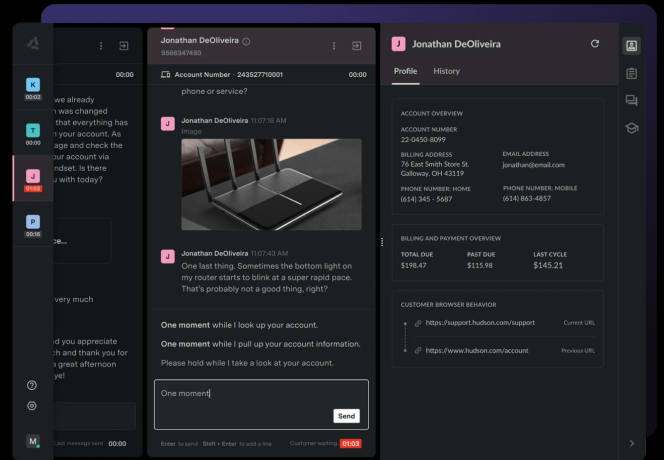 K
00:02
T
00:00
J
01:03
P
00:16
M
00:00
we already
was changed
that everything has
your account. As
age and check the
our account via
ndset. Is there
u with today?
ce...
very much
d you appreciate
ch and thank you for
a great afternoon
ye!
Last message sent 00:00
Jonathan DeOliveira
9586347450
Account Number · 243527710001 00:00
phone or service?
J Jonathan DeOliveira 11:07:18 AM
Image
J Jonathan DeOliveira 11:07:43 AM
One last thing. Sometimes the bottom light on
my router starts to blink at a super rapid pace.
That's probably not a good thing, right?
One moment while I look up your account.
One moment while I pull up your account information.
Please hold while I take a look at your account.
One moment
Send
Enter to send Shift + Enter to add a line Customer waiting 01:03
J Jonathan DeOliveira
Profile History
ACCOUNT OVERVIEW
ACCOUNT NUMBER
22-0450-8099
BILLING ADDRESS
76 East Smith Store St.
Galloway, OH 43119
EMAIL ADDRESS
jonathan@email.com
PHONE NUMBER: HOME
(614) 345 - 5687
PHONE NUMBER: MOBILE
(614) 863-4857
BILLING AND PAYMENT OVERVIEW
TOTAL DUE PAST DUE LAST CYCLE
$198.47 $115.98 $145.21
CUSTOMER BROWSER BEHAVIOR
https://support.hudson.com/support Current URL
https://www.hudson.com/account Previous URL